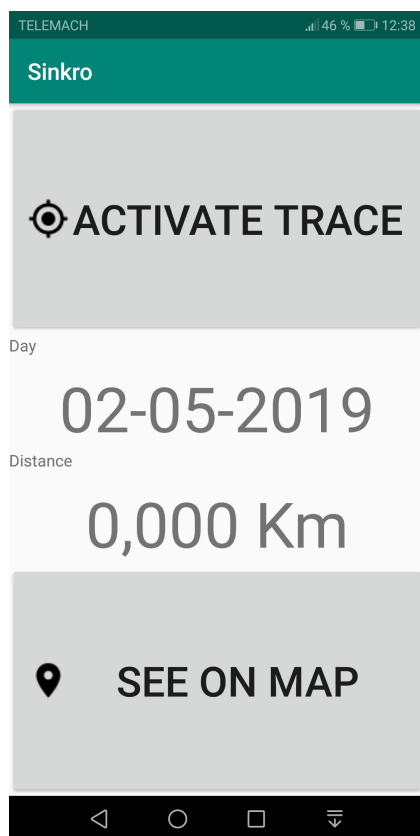 TELEMACH 46 % 12:38
Sinkro
ACTIVATE TRACE
Day
02-05-2019
Distance
0,000 Km
SEE ON MAP